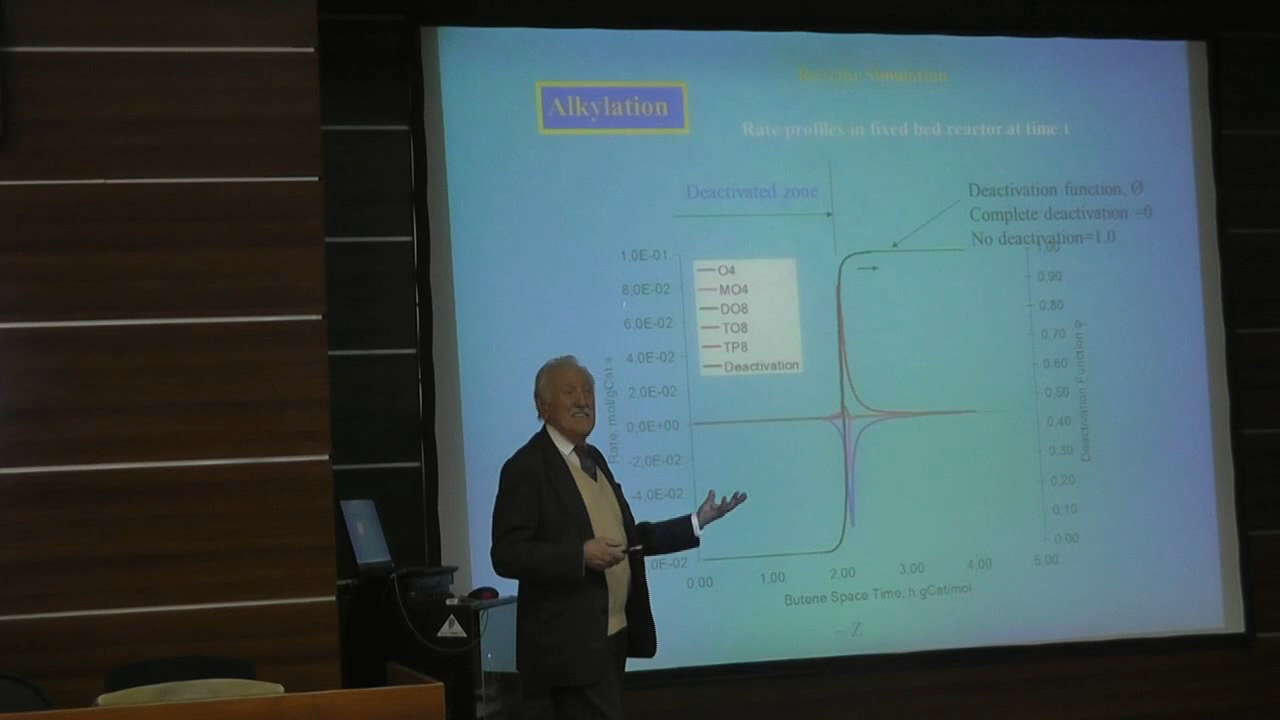 Reactor Simulation
Alkylation
Rate profiles in fixed bed reactor at time t
Deactivated zone
Deactivation function, Ø
Complete deactivation =0
No deactivation=1.0
1,0E-01
8,0E-02
6,0E-02
4,0E-02
2,0E-02
0,0E+00
-2,0E-02
-4,0E-02
0E-02
Rate, mol/gCat s
O4
MO4
DO8
TO8
TP8
Deactivation
1,00
0,90
0,80
0,70
0,60
0,50
0,40
0,30
0,20
0,10
0,00
Deactivation Function φ
0,00 1,00 2,00 3,00 4,00 5,00
Butene Space Time, h.gCat/mol
Z